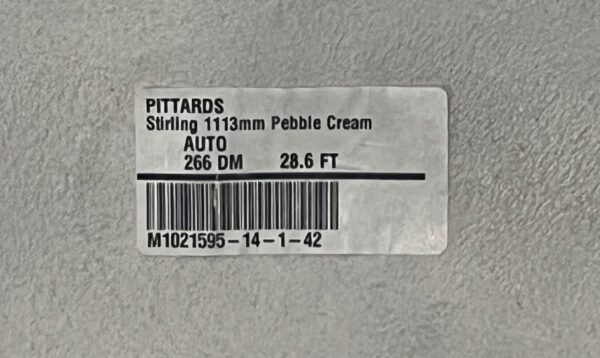 PITTARDS
Stirling 1113mm Pebble Cream
AUTO
266 DM 28.6 FT
M1021595-14-1-42